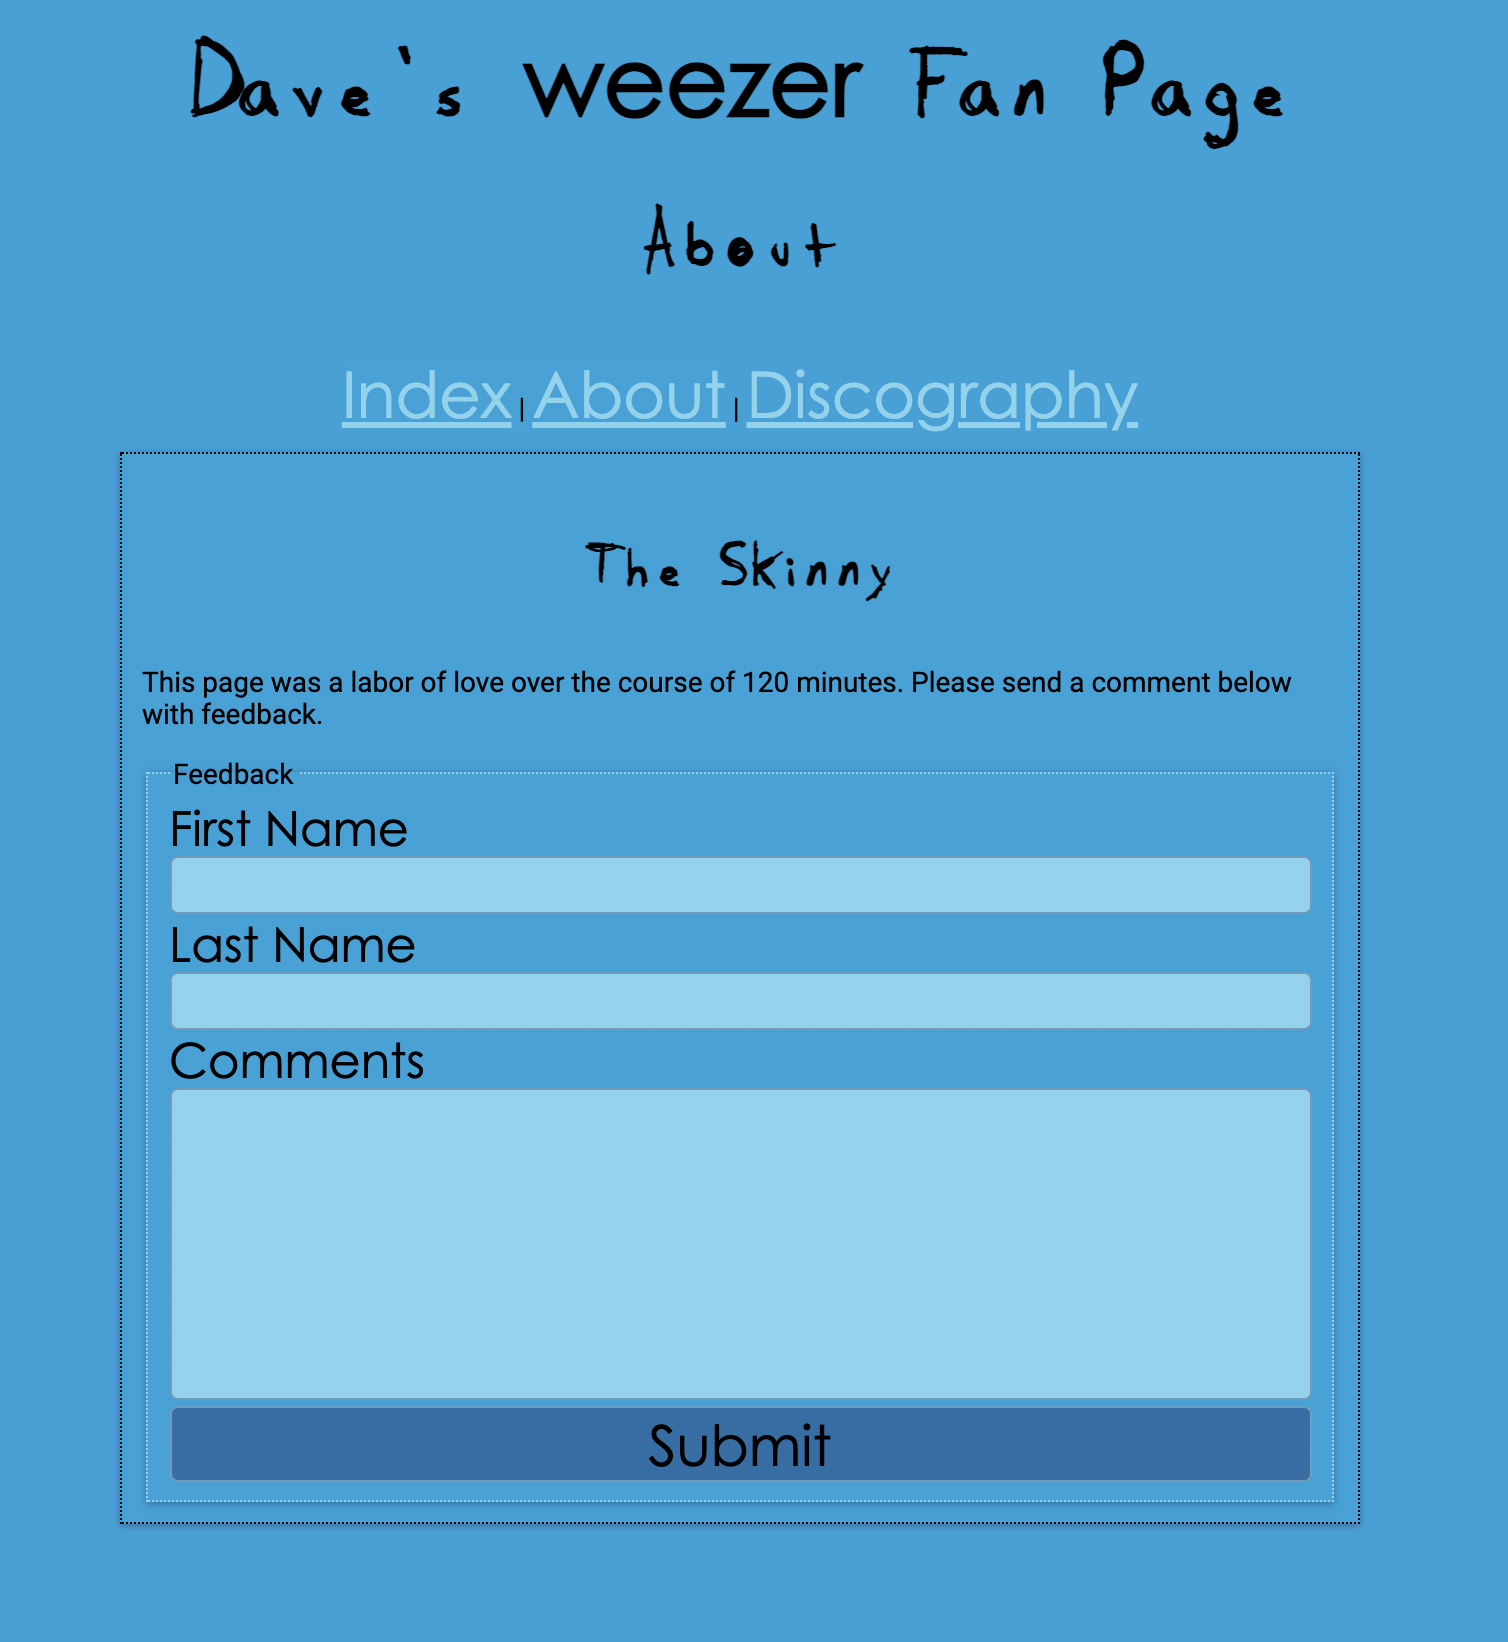 Dave's weezer Fan Page
About
Index | About | Discography
The Skinny
This page was a labor of love over the course of 120 minutes. Please send a comment below
with feedback.
Feedback
First Name
Last Name
Comments
Submit